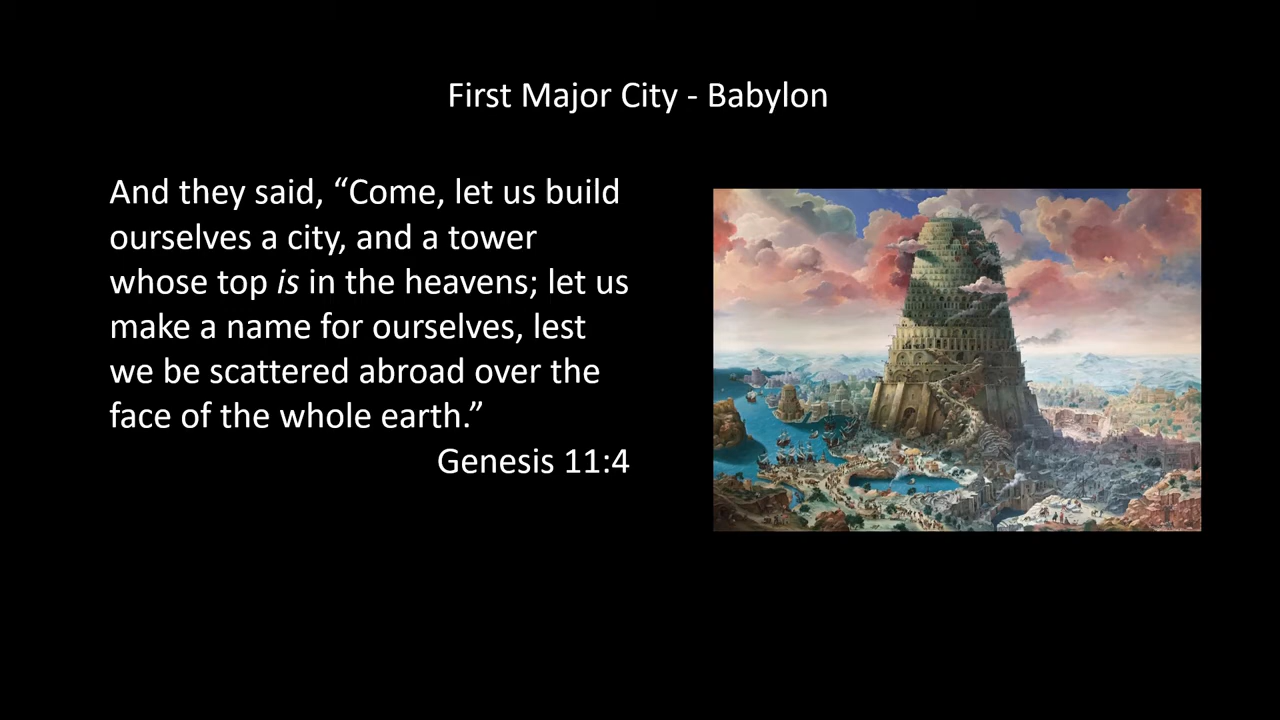 First Major City - Babylon
And they said, “Come, let us build
ourselves a city, and a tower
whose top is in the heavens; let us
make a name for ourselves, lest
we be scattered abroad over the
face of the whole earth.”
Genesis 11:4